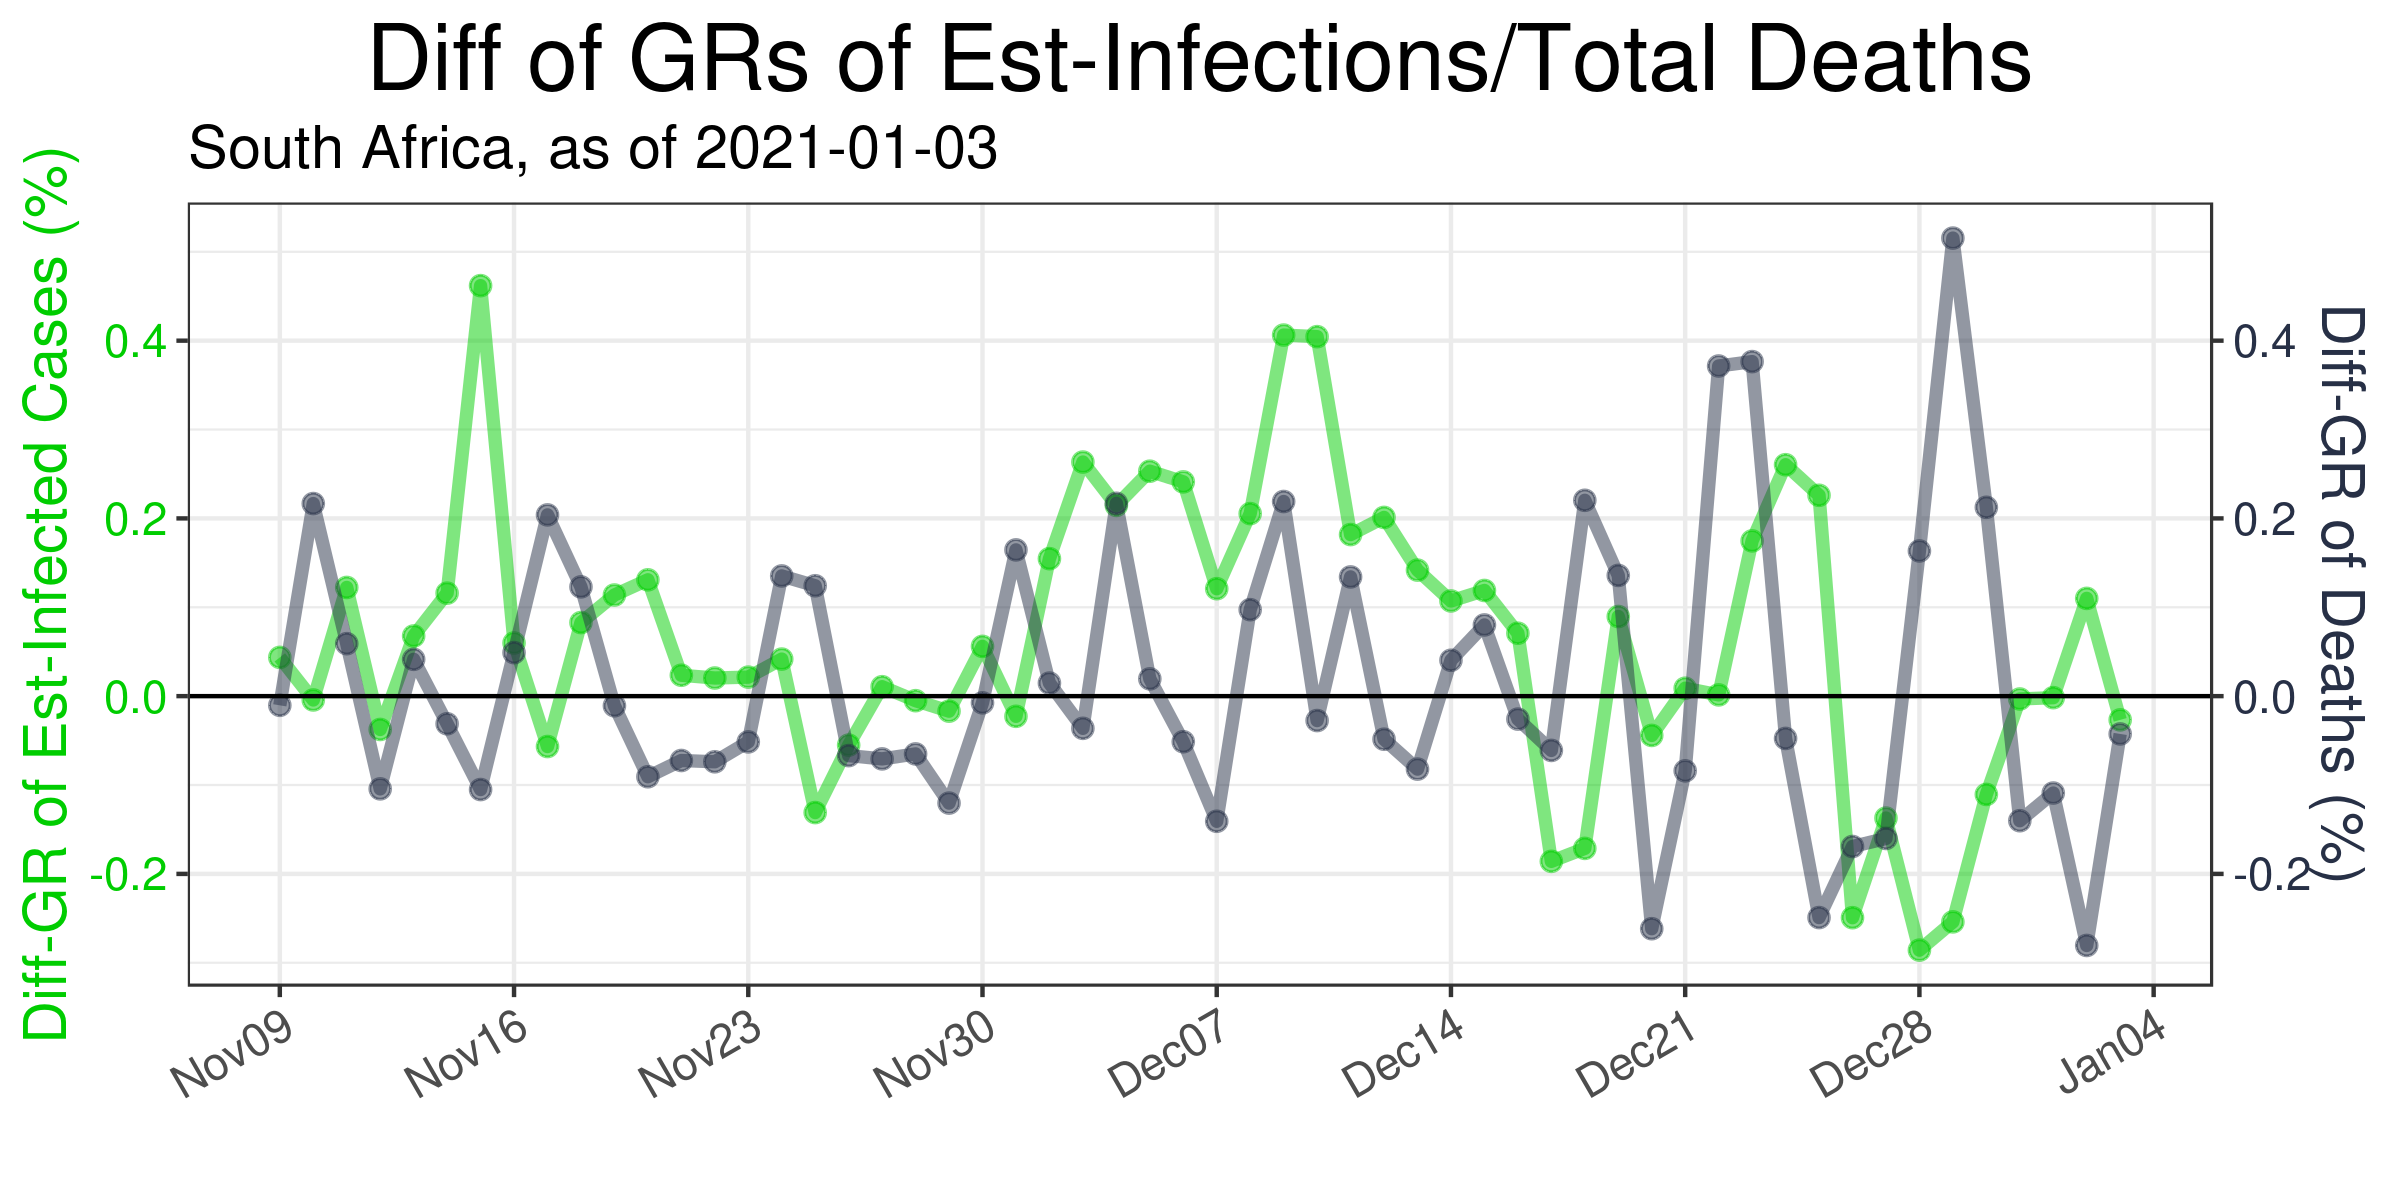 Diff of GRs of Est-Infections/Total Deaths
South Africa, as of 2021-01-03
Diff-GR of Est-Infected Cases (%)
0.4
0.2
0.0
-0.2
0.4
0.2
0.0
-0.2
Diff-GR of Deaths (%)
Nov09
Nov16
Nov23
Nov30
Dec07
Dec14
Dec21
Dec28
Jan04